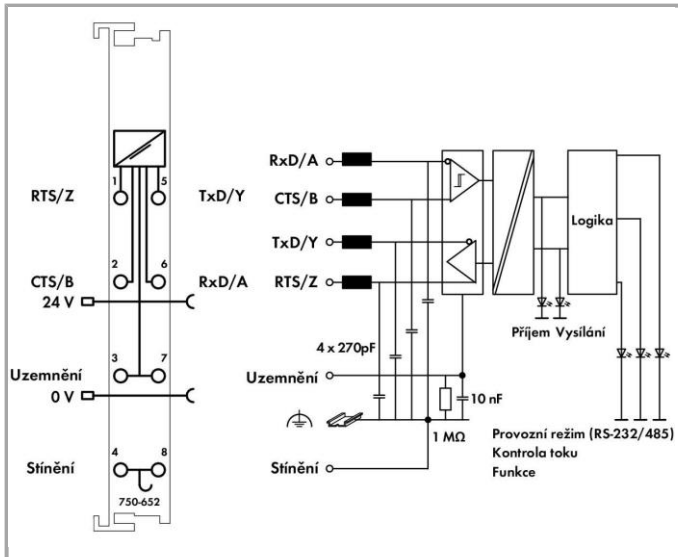 1 5
RTS/Z TxD/Y
2 6
CTS/B RxD/A
24 V
3 7
Uzemnění
0 V
4 8
Stínění
750-652
RxD/A
CTS/B
TxD/Y
RTS/Z
Logika
Příjem Vysílání
4 x 270pF
Uzemnění
10 nF
1 MΩ
Stínění
Provozní režim (RS-232/485)
Kontrola toku
Funkce